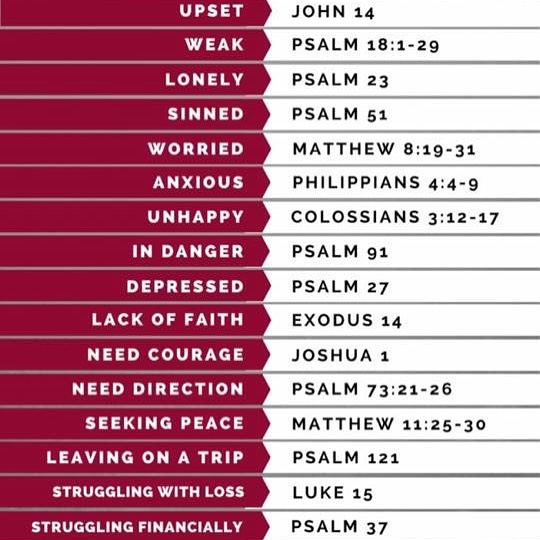 UPSET JOHN 14
WEAK PSALM 18:1-29
LONELY PSALM 23
SINNED PSALM 51
WORRIED MATTHEW 8:19-31
ANXIOUS PHILIPPIANS 4:4-9
UNHAPPY COLOSSIANS 3:12-17
IN DANGER PSALM 91
DEPRESSED PSALM 27
LACK OF FAITH EXODUS 14
NEED COURAGE JOSHUA 1
NEED DIRECTION PSALM 73:21-26
SEEKING PEACE MATTHEW 11:25-30
LEAVING ON A TRIP PSALM 121
STRUGGLING WITH LOSS LUKE 15
STRUGGLING FINANCIALLY PSALM 37